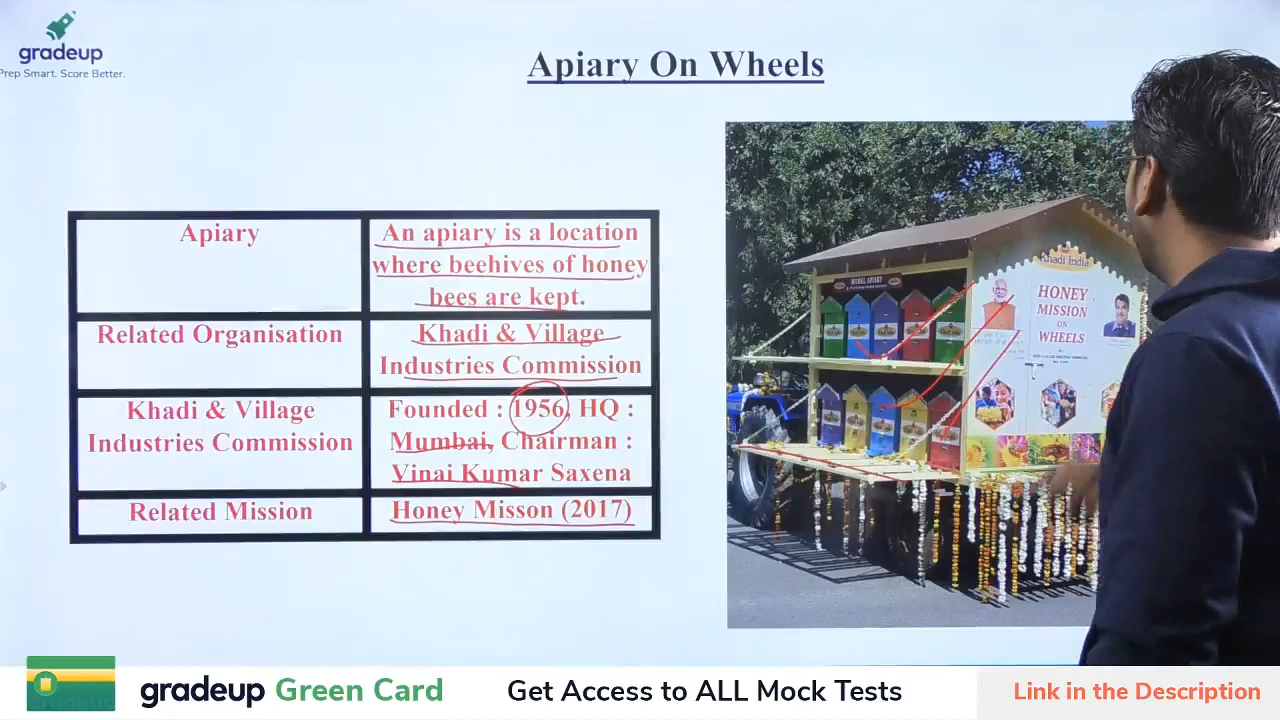 gradeup
Prep Smart. Score Better.
Apiary On Wheels
Apiary
An apiary is a location
where beehives of honey
bees are kept.
Related Organisation
Khadi & Village
Industries Commission
Khadi & Village
Industries Commission
Founded : 1956, HQ :
Mumbai, Chairman :
Vinai Kumar Saxena
Related Mission
Honey Misson (2017)
MODEL APIARY
Khadi India
HONEY
MISSION
ON
WHEELS
gradeup Green Card
Get Access to ALL Mock Tests
Link in the Description